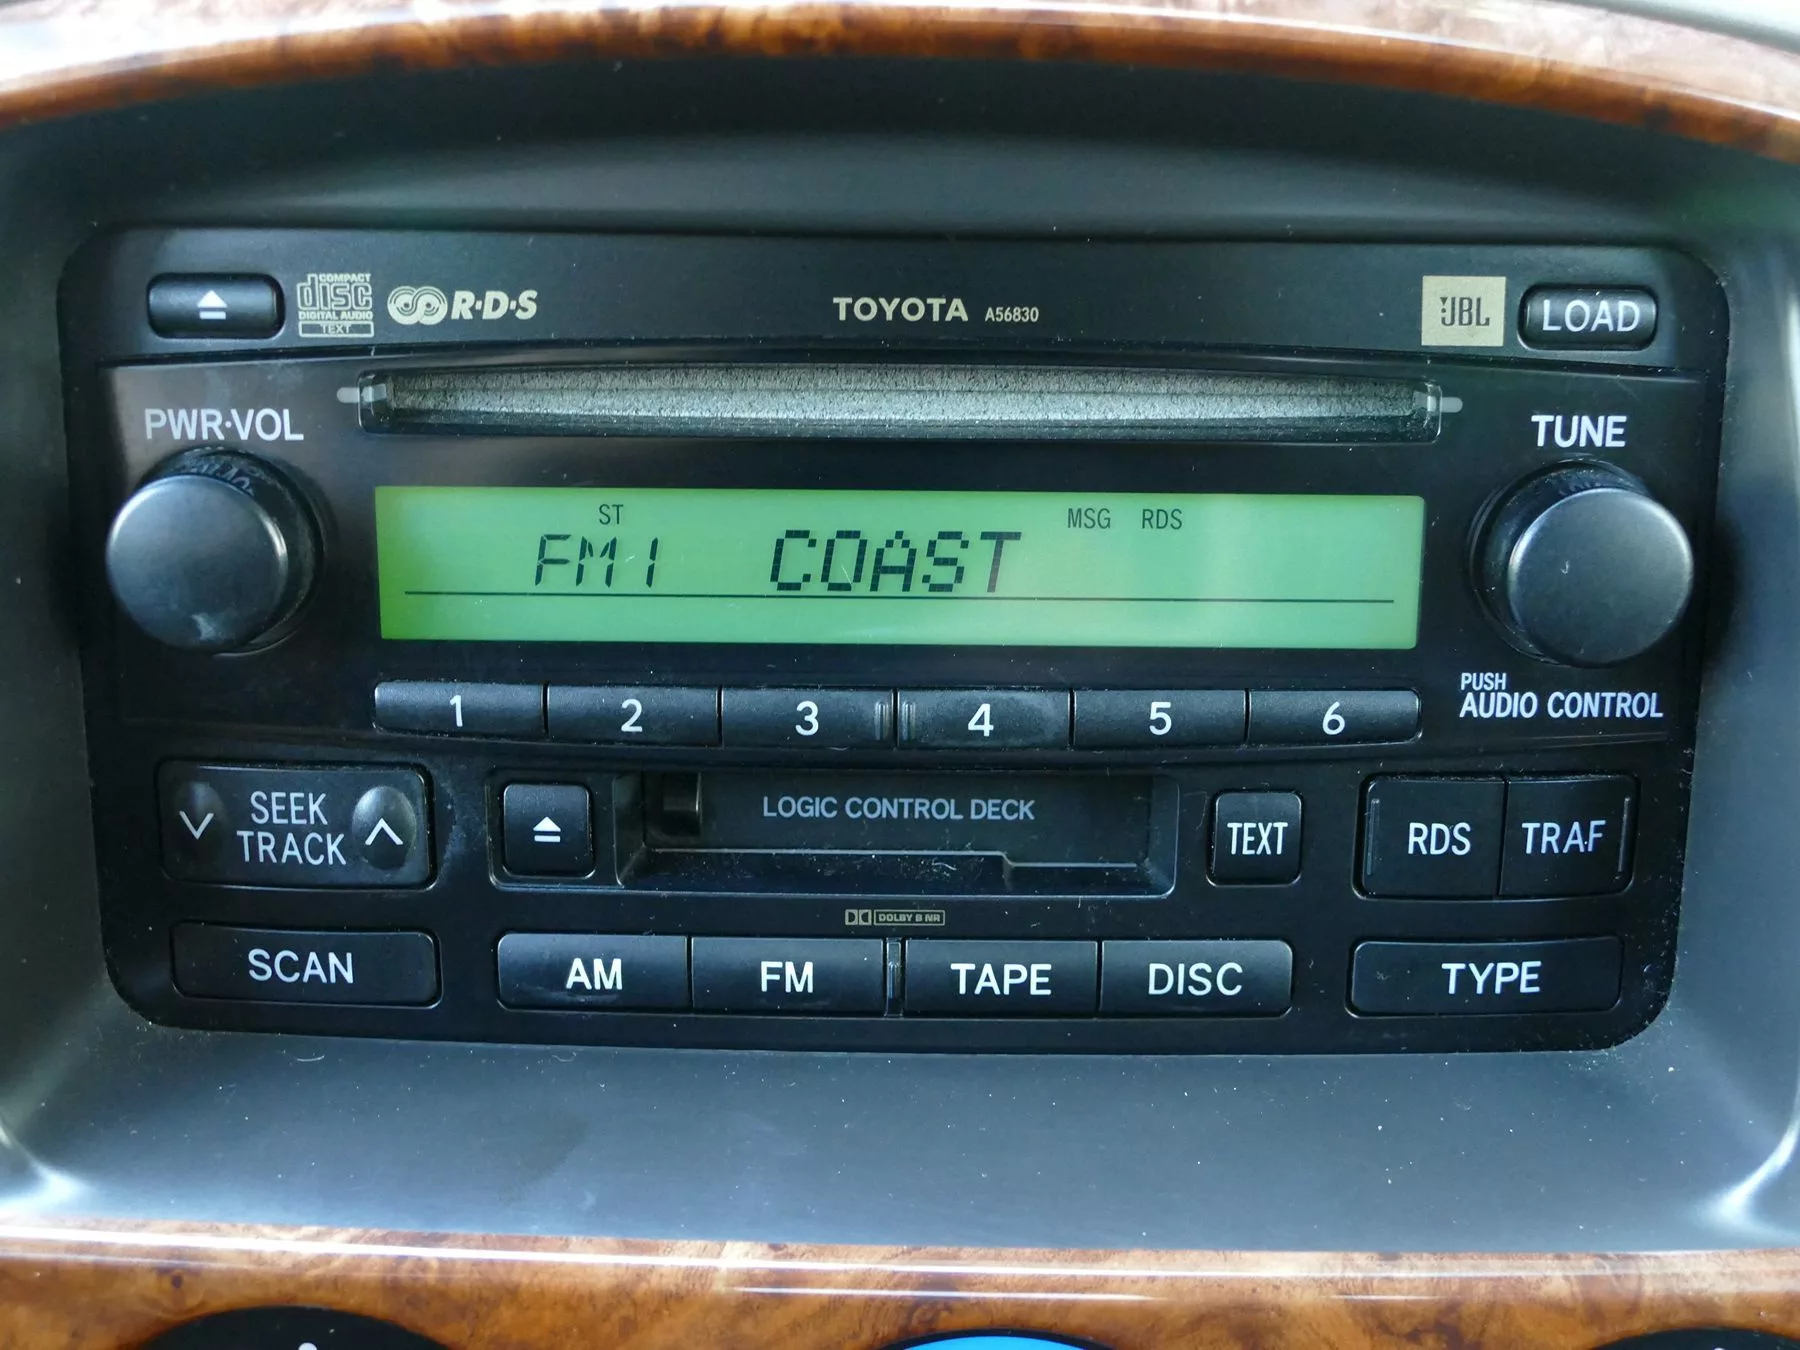 COMPACT
disc
DIGITAL AUDIO
TEXT
R·D·S
TOYOTA A56830
JBL
LOAD
PWR·VOL
TUNE
ST
MSG RDS
FM1 COAST
PUSH
AUDIO CONTROL
1 2 3 4 5 6
SEEK
TRACK
LOGIC CONTROL DECK
TEXT
RDS TRAF
DOLBY B NR
SCAN
AM FM TAPE DISC
TYPE